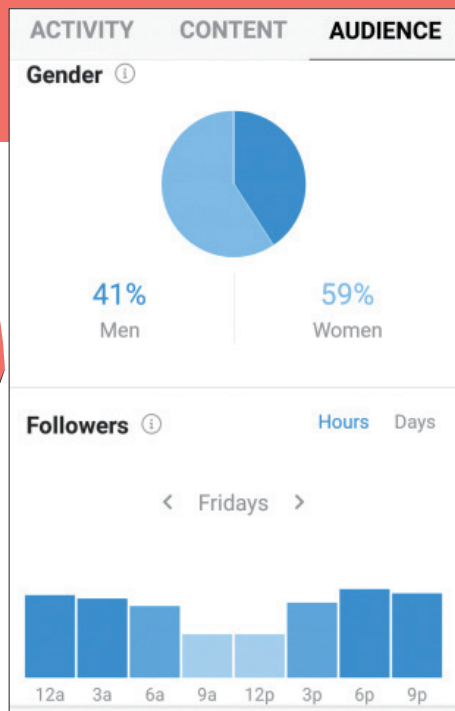 ACTIVITY CONTENT AUDIENCE
Gender
41% 59%
Men Women
Followers Hours Days
< Fridays >
12a 3a 6a 9a 12p 3p 6p 9p